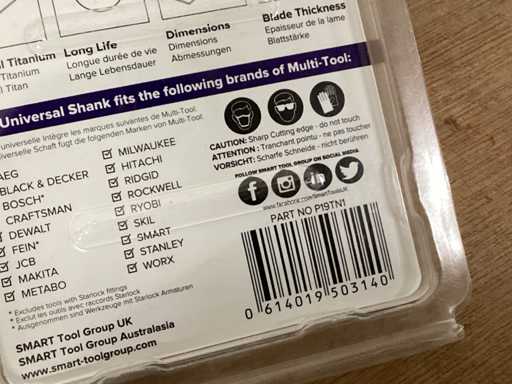 l Titanium
Titanium
l Titan
Long Life
Longue durée de vie
Lange Lebensdauer
Dimensions
Dimensions
Abmessungen
Blade Thickness
Epaisseur de la lame
Blattstärke
Universal Shank fits the following brands of Multi-Tool:
universelle Intègre les marques suivantes de Multi-Tool:
iverselle Schaft fugt die folgenden Marken von Multi-Tool:
AEG
BLACK & DECKER
BOSCH*
CRAFTSMAN
DEWALT
FEIN*
JCB
MAKITA
METABO
MILWAUKEE
HITACHI
RIDGID
ROCKWELL
RYOBI
SKIL
SMART
STANLEY
WORX
CAUTION: Sharp Cutting edge - do not touch
ATTENTION : Tranchant pointu - ne pas toucher
VORSICHT: Scharfe Schneide - nicht berühren
FOLLOW SMART TOOL GROUP ON SOCIAL MEDIA
www.facebook.com/SmartToolsUK
PART NO P19TN1
0 614019 503140
* Excludes tools with Starlock fittings
* Exclut les outils avec raccords Starlock
* Ausgenommen sind Werkzeuge mit Starlock Armaturen
SMART Tool Group UK
SMART Tool Group Australasia
www.smart-toolgroup.com